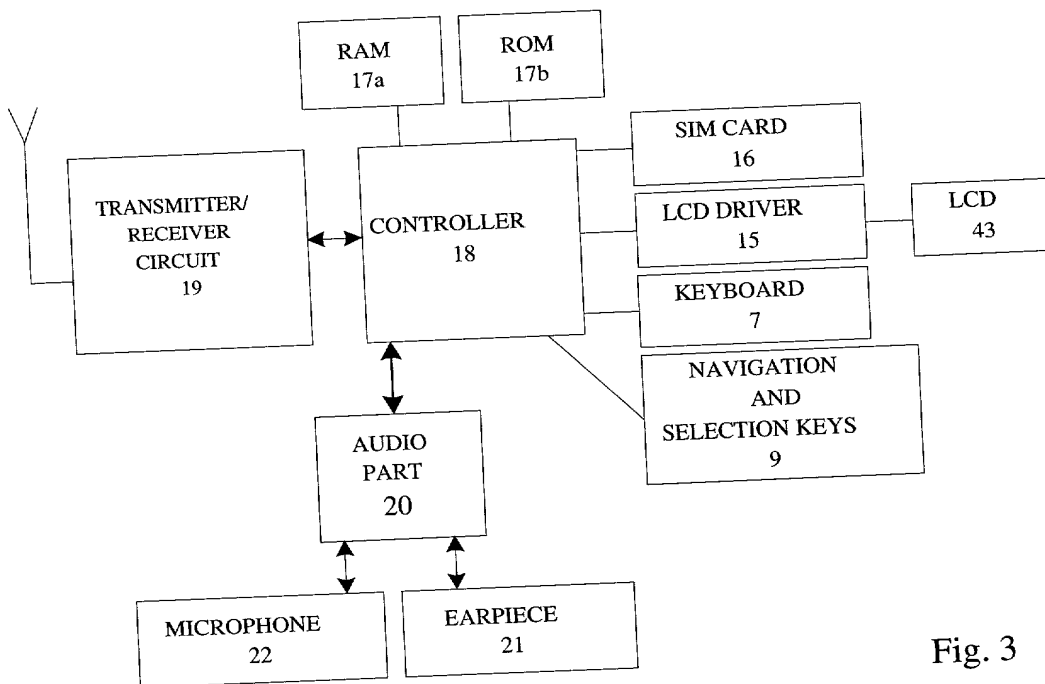 RAM
17a
ROM
17b
SIM CARD
16
TRANSMITTER/
RECEIVER
CIRCUIT
19
CONTROLLER
18
LCD DRIVER
15
LCD
43
KEYBOARD
7
NAVIGATION
AND
SELECTION KEYS
9
AUDIO
PART
20
MICROPHONE
22
EARPIECE
21
Fig. 3